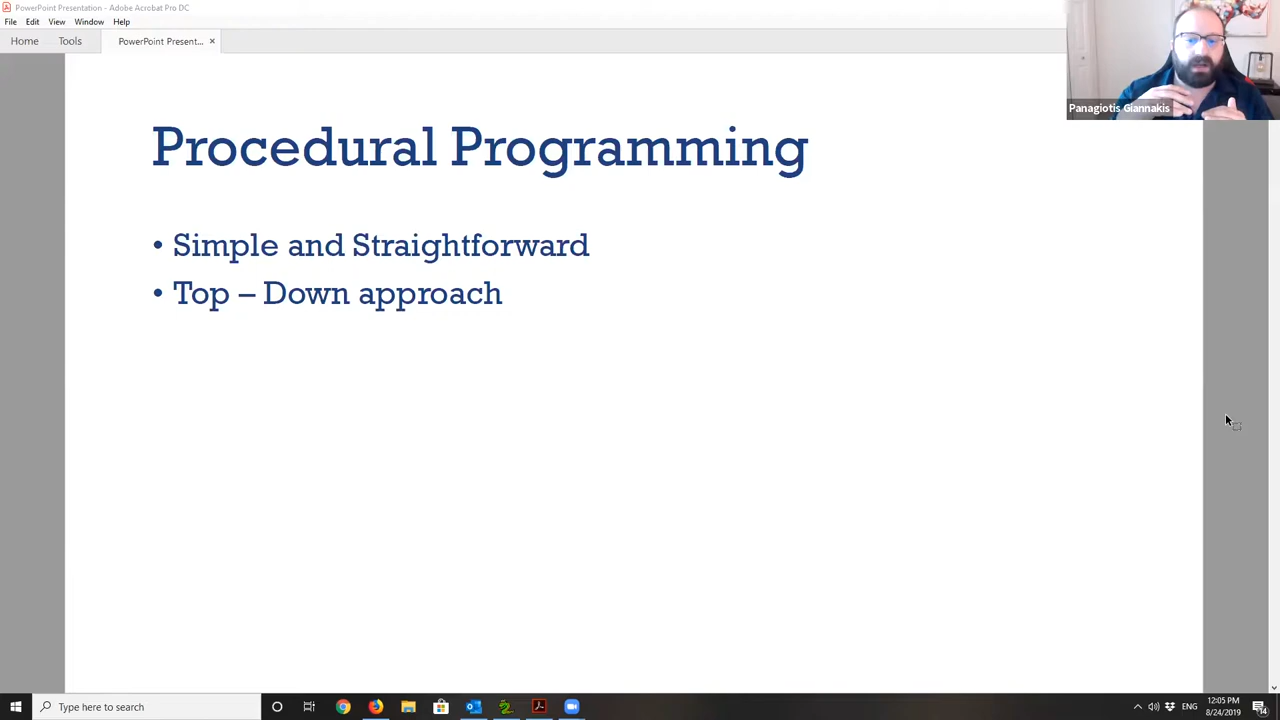 PowerPoint Presentation - Adobe Acrobat Pro DC
File Edit View Window Help
Home Tools PowerPoint Present... ×
Panagiotis Giannakis
Procedural Programming
• Simple and Straightforward
• Top – Down approach
Type here to search
ENG
12:05 PM
8/24/2019
14